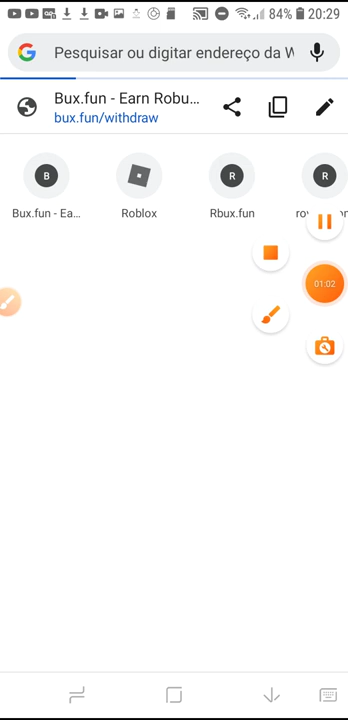 84% 20:29
Pesquisar ou digitar endereço da W
Bux.fun - Earn Robu...
bux.fun/withdraw
B
R
R
Bux.fun - Ea...
Roblox
Rbux.fun
01:02